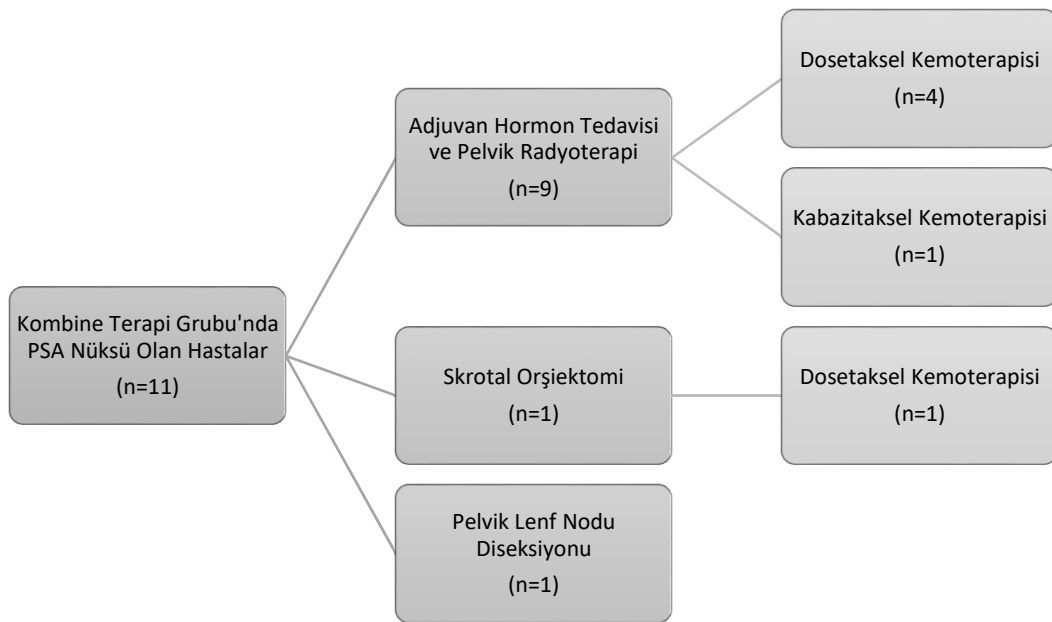 Kombine Terapi Grubu'nda
PSA Nüksü Olan Hastalar
(n=11)
Adjuvan Hormon Tedavisi
ve Pelvik Radyoterapi
(n=9)
Dosetaksel Kemoterapisi
(n=4)
Kabazitaksel Kemoterapisi
(n=1)
Skrotal Orşiektomi
(n=1)
Dosetaksel Kemoterapisi
(n=1)
Pelvik Lenf Nodu
Diseksiyonu
(n=1)